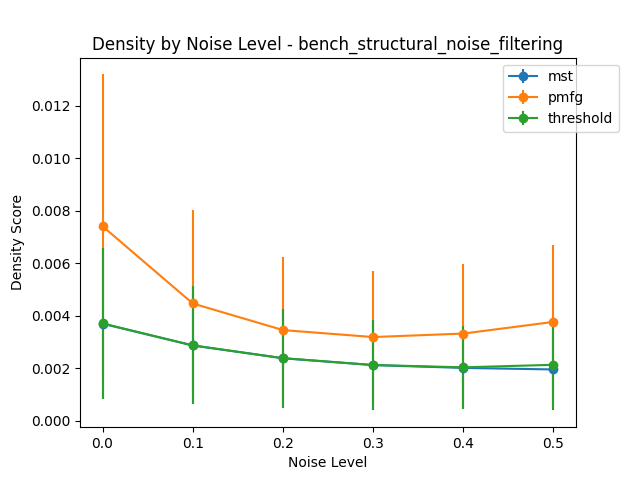 Density by Noise Level - bench_structural_noise_filtering
mst
pmfg
threshold
Density Score
0.012
0.010
0.008
0.006
0.004
0.002
0.000
0.0 0.1 0.2 0.3 0.4 0.5
Noise Level